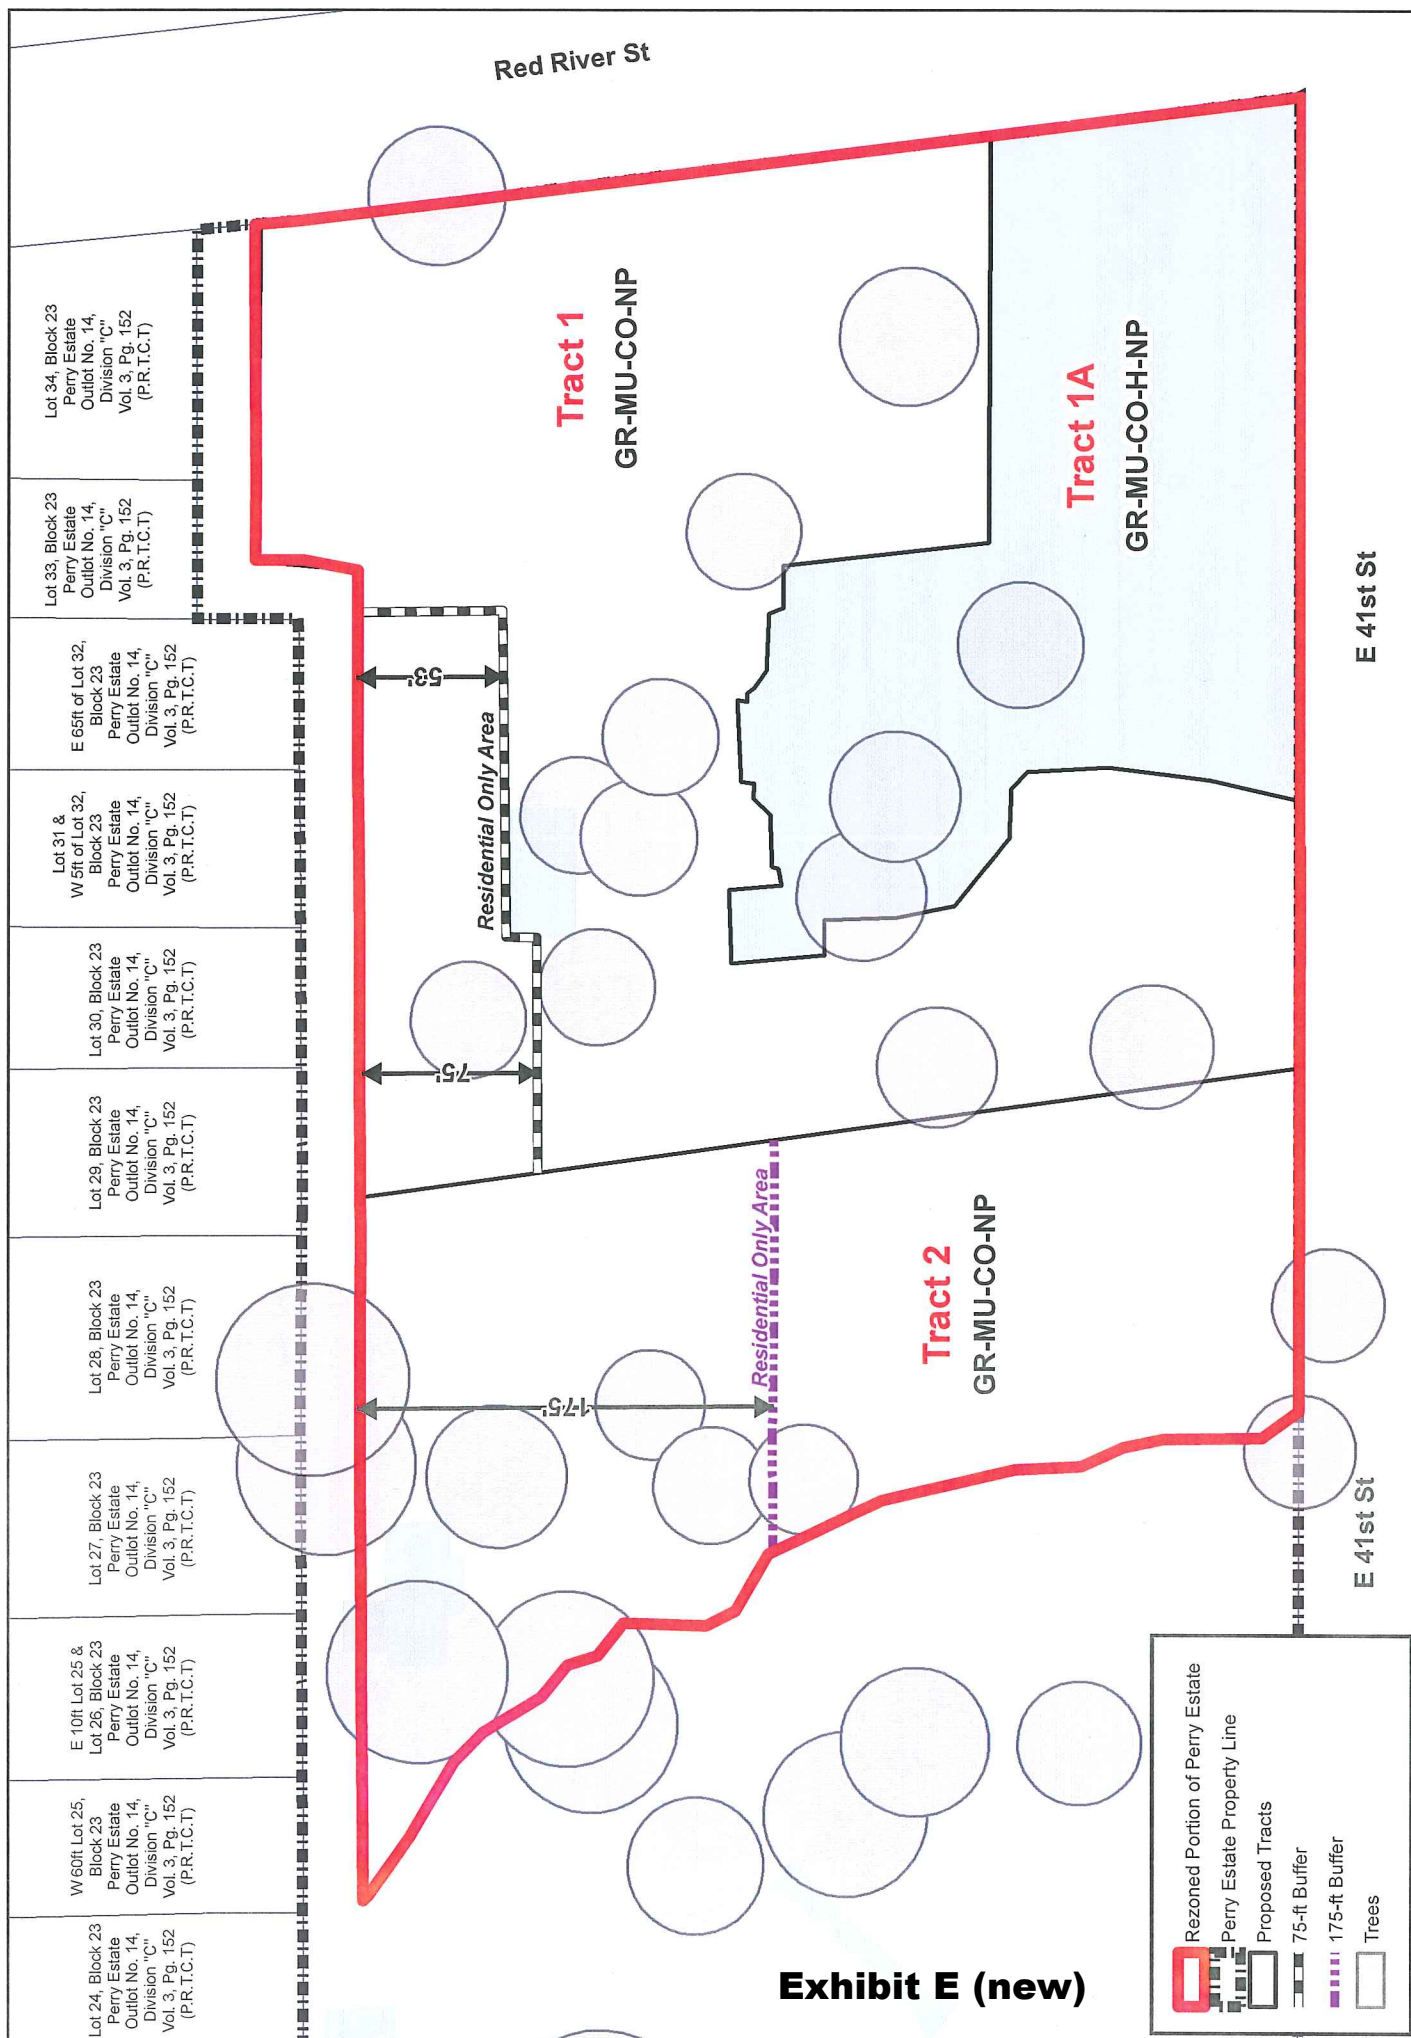 Red River St
Lot 34, Block 23
Perry Estate
Outlot No. 14,
Division "C"
Vol. 3, Pg. 152
(P.R.T.C.T)
Lot 33, Block 23
Perry Estate
Outlot No. 14,
Division "C"
Vol. 3, Pg. 152
(P.R.T.C.T)
E 65ft of Lot 32,
Block 23
Perry Estate
Outlot No. 14,
Division "C"
Vol. 3, Pg. 152
(P.R.T.C.T)
Lot 31 &
W 5ft of Lot 32,
Block 23
Perry Estate
Outlot No. 14,
Division "C"
Vol. 3, Pg. 152
(P.R.T.C.T)
Lot 30, Block 23
Perry Estate
Outlot No. 14,
Division "C"
Vol. 3, Pg. 152
(P.R.T.C.T)
Lot 29, Block 23
Perry Estate
Outlot No. 14,
Division "C"
Vol. 3, Pg. 152
(P.R.T.C.T)
Lot 28, Block 23
Perry Estate
Outlot No. 14,
Division "C"
Vol. 3, Pg. 152
(P.R.T.C.T)
Lot 27, Block 23
Perry Estate
Outlot No. 14,
Division "C"
Vol. 3, Pg. 152
(P.R.T.C.T)
E 10ft Lot 25 &
Lot 26, Block 23
Perry Estate
Outlot No. 14,
Division "C"
Vol. 3, Pg. 152
(P.R.T.C.T)
W 60ft Lot 25,
Block 23
Perry Estate
Outlot No. 14,
Division "C"
Vol. 3, Pg. 152
(P.R.T.C.T)
Lot 24, Block 23
Perry Estate
Outlot No. 14,
Division "C"
Vol. 3, Pg. 152
(P.R.T.C.T)
Tract 1
GR-MU-CO-NP
Tract 1A
GR-MU-CO-H-NP
53'
Residential Only Area
75'
Residential Only Area
175'
Tract 2
GR-MU-CO-NP
E 41st St
E 41st St
Rezoned Portion of Perry Estate
Perry Estate Property Line
Proposed Tracts
75-ft Buffer
175-ft Buffer
Trees
Exhibit E (new)